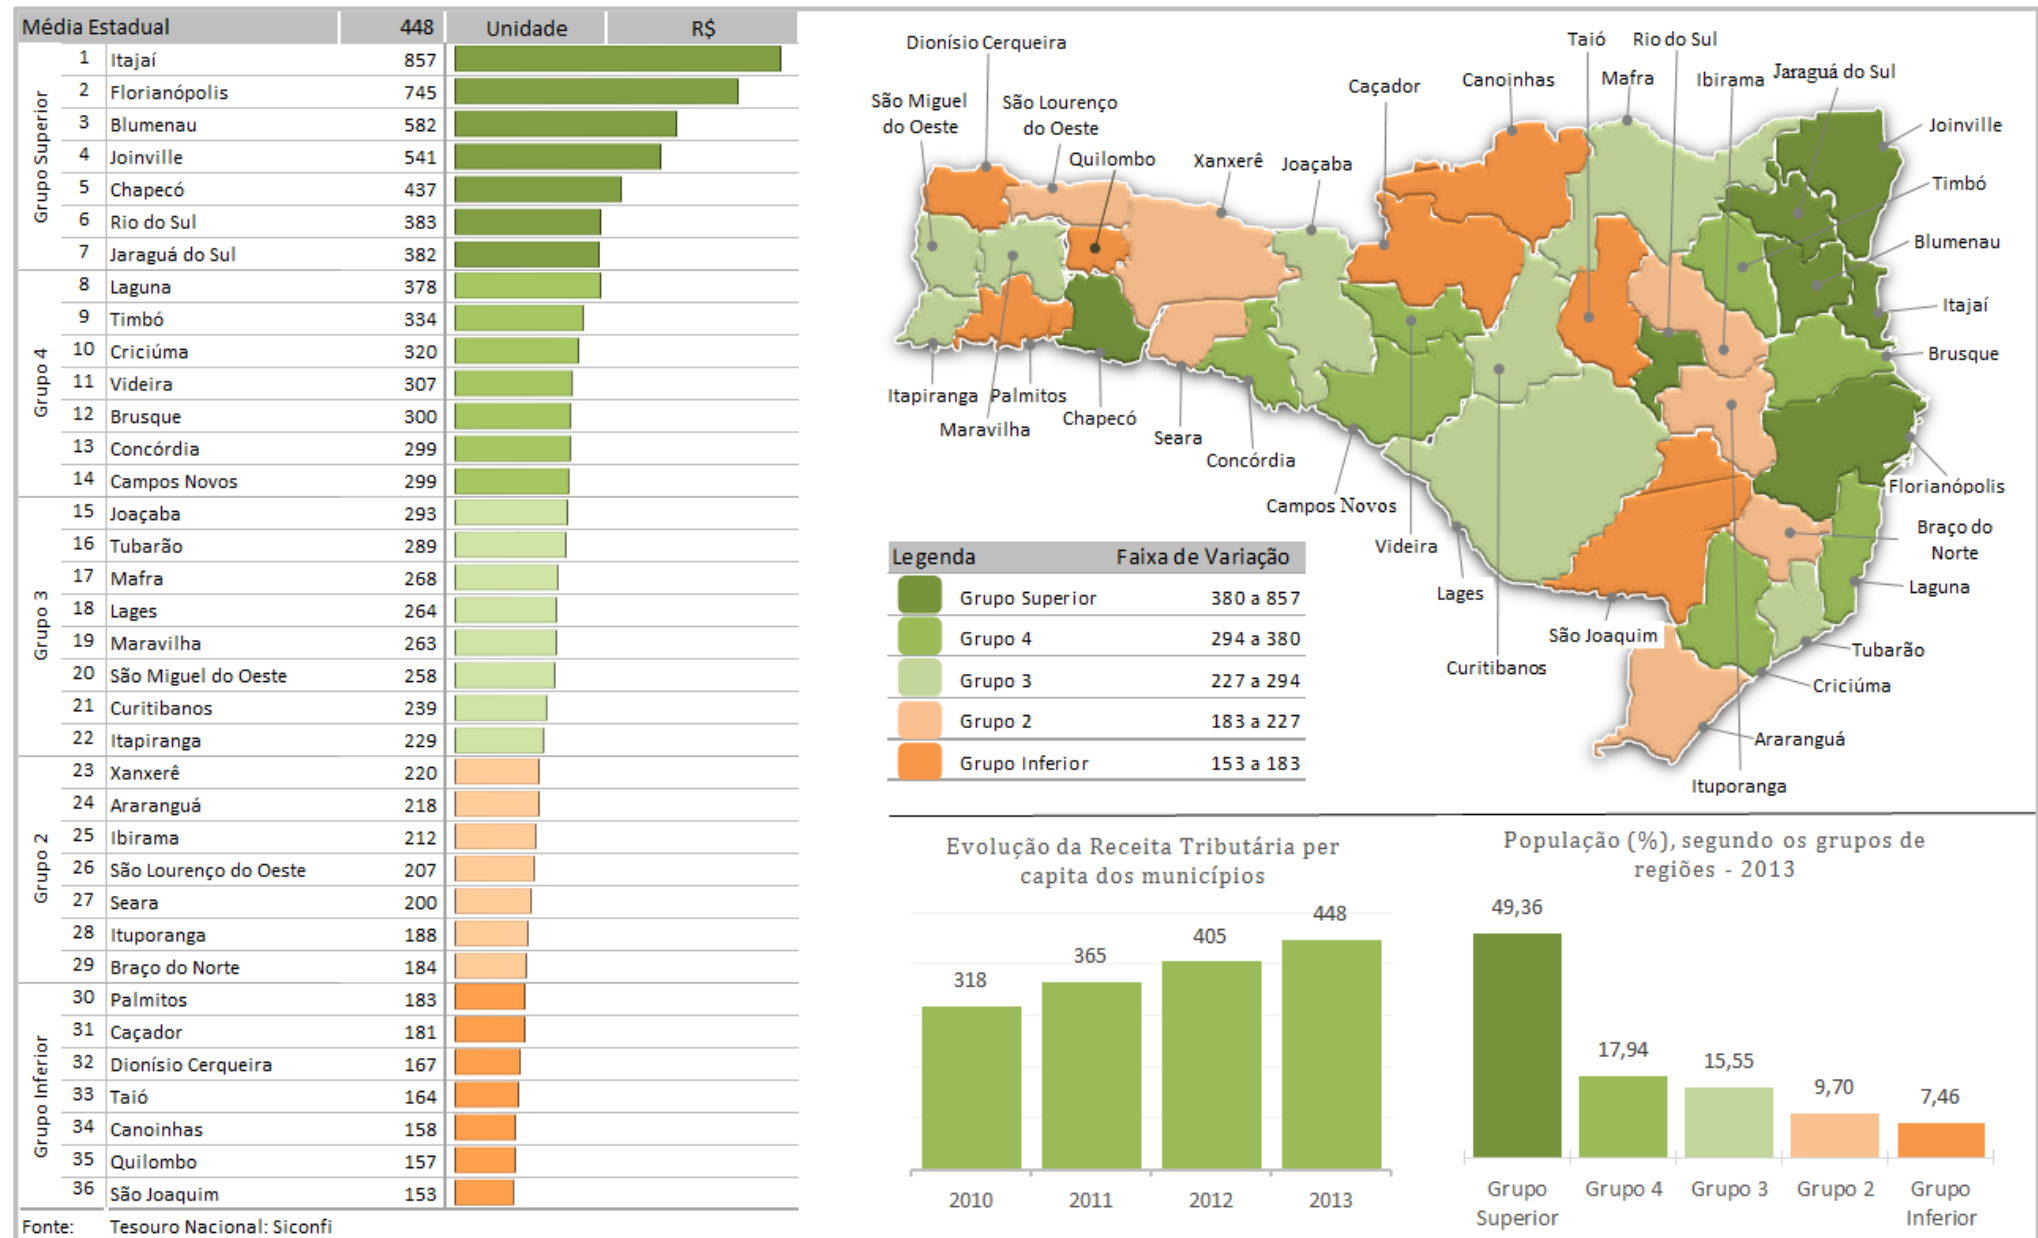 Média Estadual 448 Unidade R$
Grupo Superior
1 Itajaí 857
2 Florianópolis 745
3 Blumenau 582
4 Joinville 541
5 Chapecó 437
6 Rio do Sul 383
7 Jaraguá do Sul 382
Grupo 4
8 Laguna 378
9 Timbó 334
10 Criciúma 320
11 Videira 307
12 Brusque 300
13 Concórdia 299
14 Campos Novos 299
Grupo 3
15 Joaçaba 293
16 Tubarão 289
17 Mafra 268
18 Lages 264
19 Maravilha 263
20 São Miguel do Oeste 258
21 Curitibanos 239
22 Itapiranga 229
Grupo 2
23 Xanxerê 220
24 Araranguá 218
25 Ibirama 212
26 São Lourenço do Oeste 207
27 Seara 200
28 Ituporanga 188
29 Braço do Norte 184
Grupo Inferior
30 Palmitos 183
31 Caçador 181
32 Dionísio Cerqueira 167
33 Taió 164
34 Canoinhas 158
35 Quilombo 157
36 São Joaquim 153
Fonte: Tesouro Nacional: Siconfi
Dionísio Cerqueira
São Miguel
do Oeste
São Lourenço
do Oeste
Quilombo
Xanxerê
Joaçaba
Caçador
Canoinhas
Taió
Rio do Sul
Mafra
Ibirama
Jaraguá do Sul
Joinville
Timbó
Blumenau
Itajaí
Brusque
Florianópolis
Braço do
Norte
Laguna
Tubarão
Criciúma
Araranguá
Ituporanga
São Joaquim
Curitibanos
Lages
Videira
Campos Novos
Concórdia
Seara
Chapecó
Palmitos
Maravilha
Itapiranga
Legenda Faixa de Variação
Grupo Superior 380 a 857
Grupo 4 294 a 380
Grupo 3 227 a 294
Grupo 2 183 a 227
Grupo Inferior 153 a 183
Evolução da Receita Tributária per
capita dos municípios
318 365 405 448
2010 2011 2012 2013
População (%), segundo os grupos de
regiões - 2013
49,36 17,94 15,55 9,70 7,46
Grupo
Superior
Grupo 4
Grupo 3
Grupo 2
Grupo
Inferior